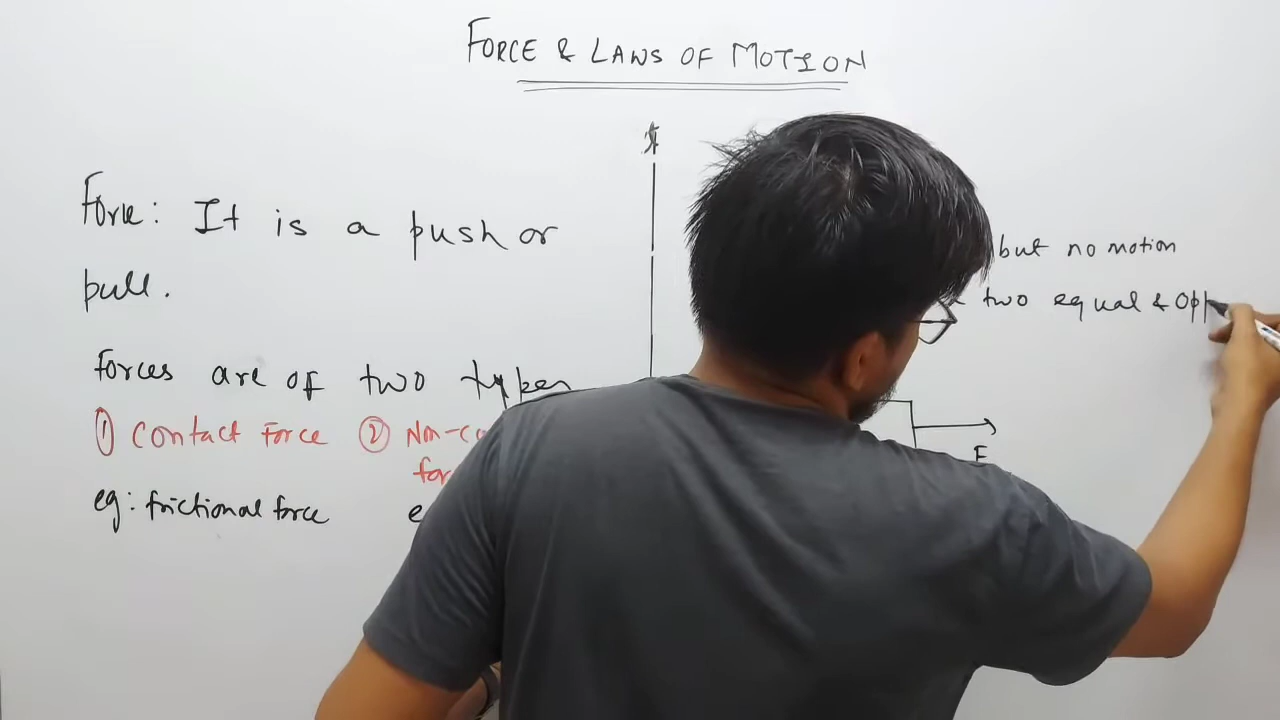 FORCE & LAWS OF MOTION
Force: It is a push or
pull.
Forces are of two types
① Contact Force ② Non-co
for
eg: frictional force e
but no motion
two equal & Opp
F